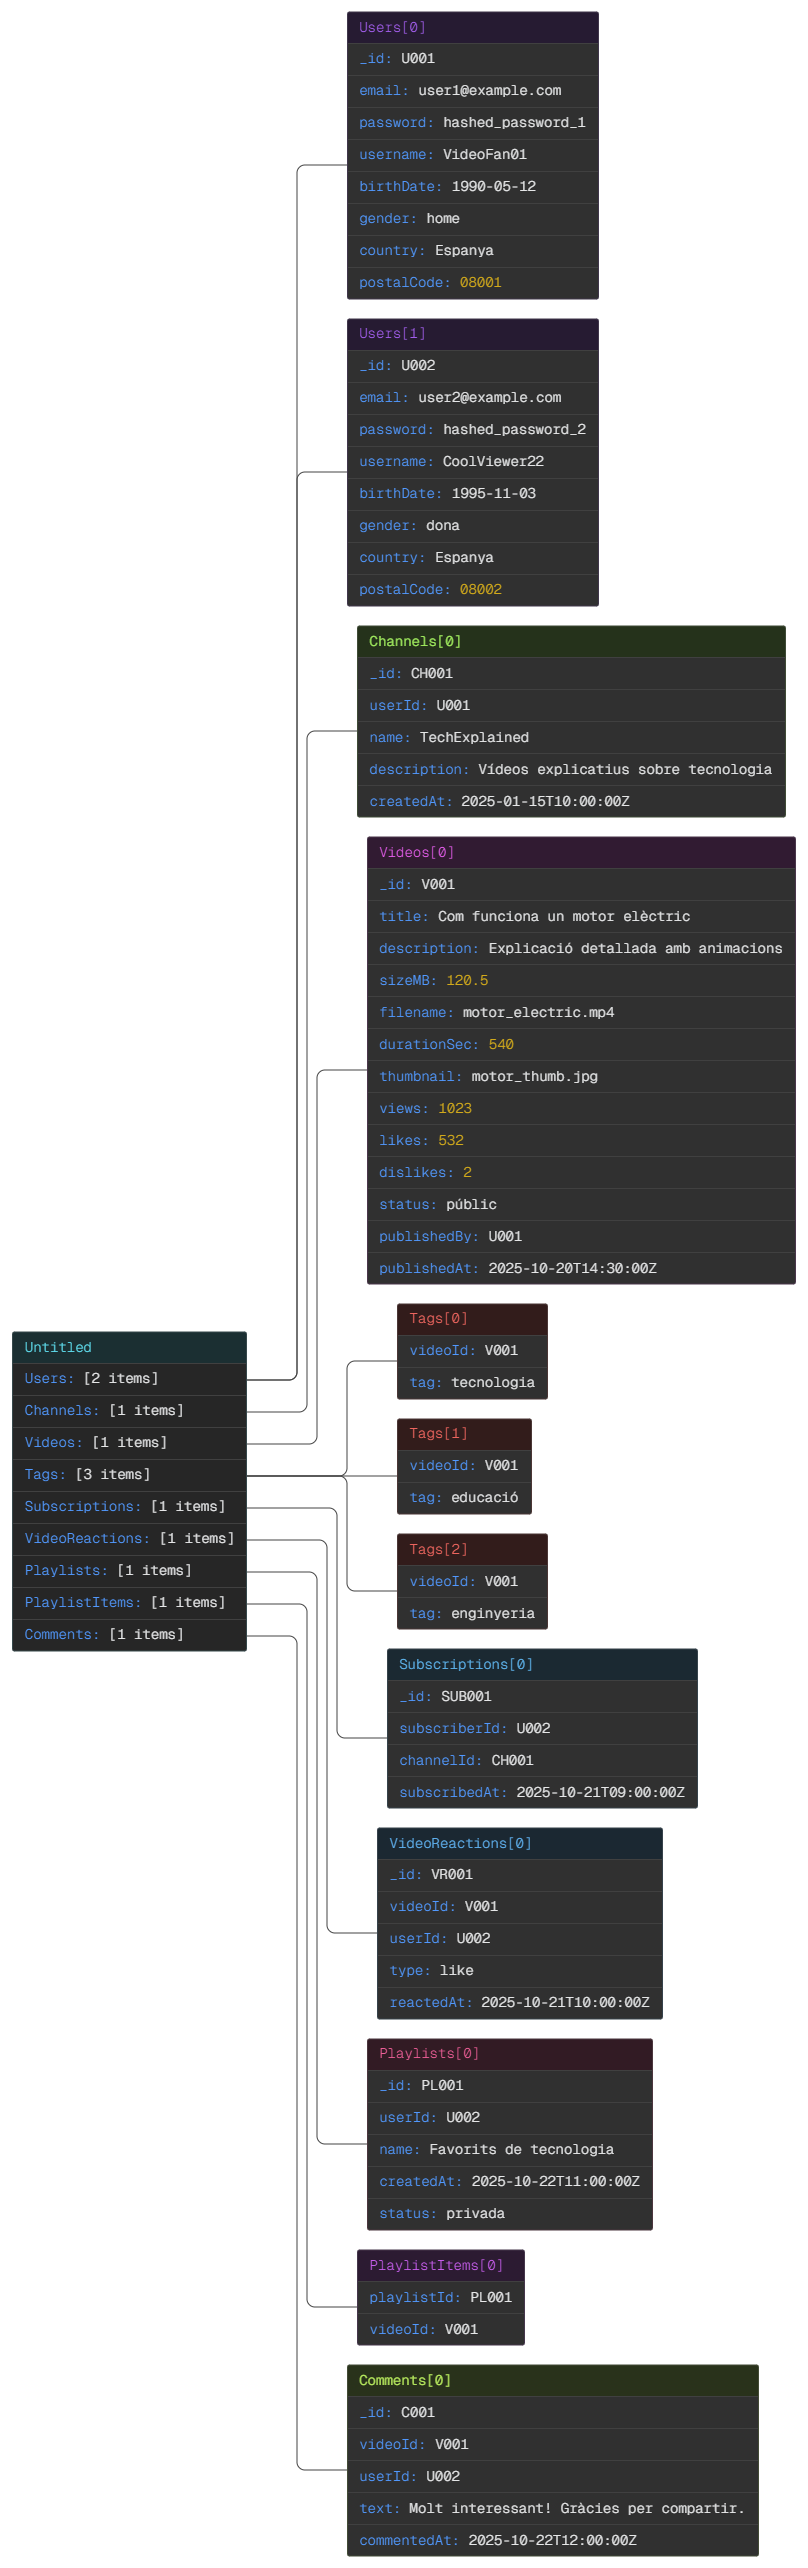 Users[0]
_id: U001
email: user1@example.com
password: hashed_password_1
username: VideoFan01
birthDate: 1990-05-12
gender: home
country: Espanya
postalCode: 08001
Users[1]
_id: U002
email: user2@example.com
password: hashed_password_2
username: CoolViewer22
birthDate: 1995-11-03
gender: dona
country: Espanya
postalCode: 08002
Channels[0]
_id: CH001
userId: U001
name: TechExplained
description: Vídeos explicatius sobre tecnologia
createdAt: 2025-01-15T10:00:00Z
Videos[0]
_id: V001
title: Com funciona un motor elèctric
description: Explicació detallada amb animacions
sizeMB: 120.5
filename: motor_electric.mp4
durationSec: 540
thumbnail: motor_thumb.jpg
views: 1023
likes: 532
dislikes: 2
status: públic
publishedBy: U001
publishedAt: 2025-10-20T14:30:00Z
Untitled
Users: [2 items]
Channels: [1 items]
Videos: [1 items]
Tags: [3 items]
Subscriptions: [1 items]
VideoReactions: [1 items]
Playlists: [1 items]
PlaylistItems: [1 items]
Comments: [1 items]
Tags[0]
videoId: V001
tag: tecnologia
Tags[1]
videoId: V001
tag: educació
Tags[2]
videoId: V001
tag: enginyeria
Subscriptions[0]
_id: SUB001
subscriberId: U002
channelId: CH001
subscribedAt: 2025-10-21T09:00:00Z
VideoReactions[0]
_id: VR001
videoId: V001
userId: U002
type: like
reactedAt: 2025-10-21T10:00:00Z
Playlists[0]
_id: PL001
userId: U002
name: Favorits de tecnologia
createdAt: 2025-10-22T11:00:00Z
status: privada
PlaylistItems[0]
playlistId: PL001
videoId: V001
Comments[0]
_id: C001
videoId: V001
userId: U002
text: Molt interessant! Gràcies per compartir.
commentedAt: 2025-10-22T12:00:00Z